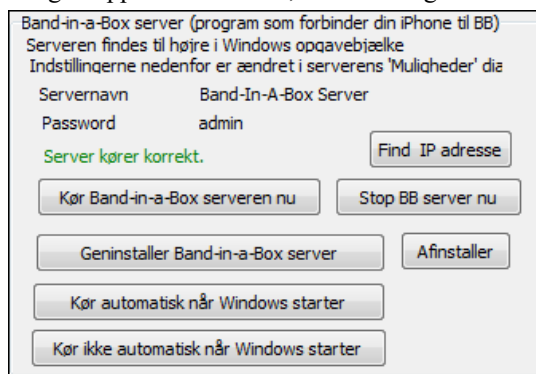 Band-in-a-Box server (program som forbinder din iPhone til BB)
Serveren findes til højre i Windows opgavebjælke
Indstillingerne nedenfor er ændret i serverens 'Muligheder' dia
Servernavn Band-In-A-Box Server
Password admin
Server kører korrekt.
Find IP adresse
Kør Band-in-a-Box serveren nu Stop BB server nu
Geninstaller Band-in-a-Box server Afinstaller
Kør automatisk når Windows starter
Kør ikke automatisk når Windows starter